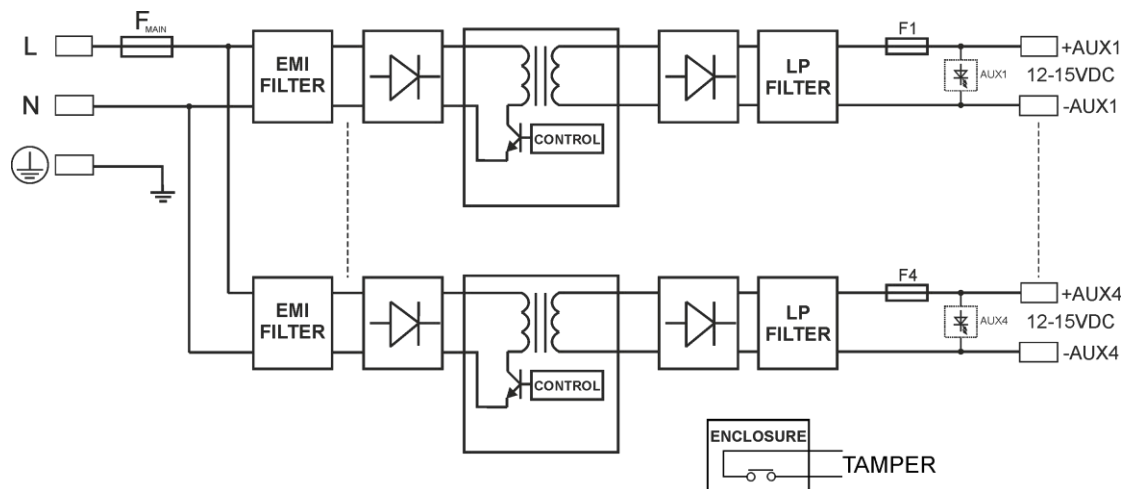 F MAIN
L
N
EMI
FILTER
CONTROL
LP
FILTER
F1
AUX1
+AUX1
12-15VDC
-AUX1
EMI
FILTER
CONTROL
LP
FILTER
F4
AUX4
+AUX4
12-15VDC
-AUX4
ENCLOSURE
TAMPER